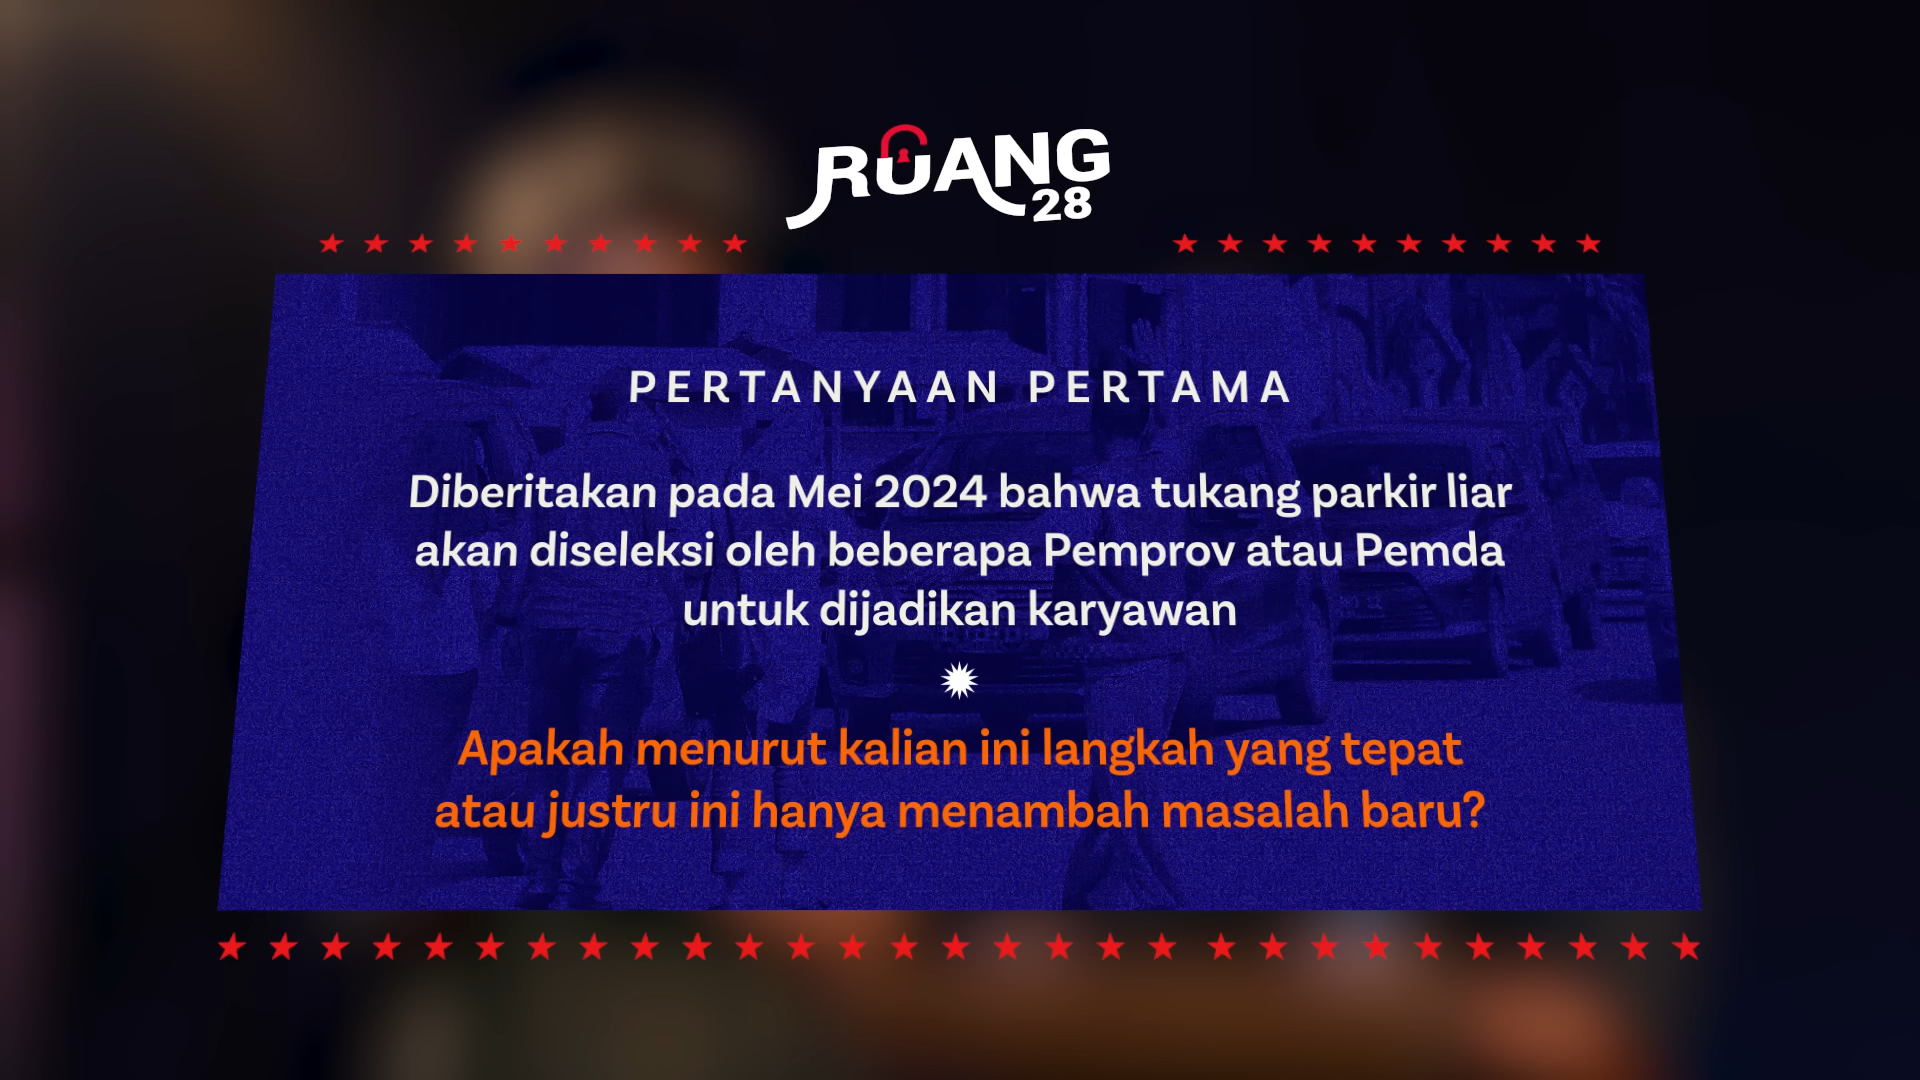 RUANG
28
PERTANYAAN PERTAMA
Diberitakan pada Mei 2024 bahwa tukang parkir liar
akan diseleksi oleh beberapa Pemprov atau Pemda
untuk dijadikan karyawan
Apakah menurut kalian ini langkah yang tepat
atau justru ini hanya menambah masalah baru?